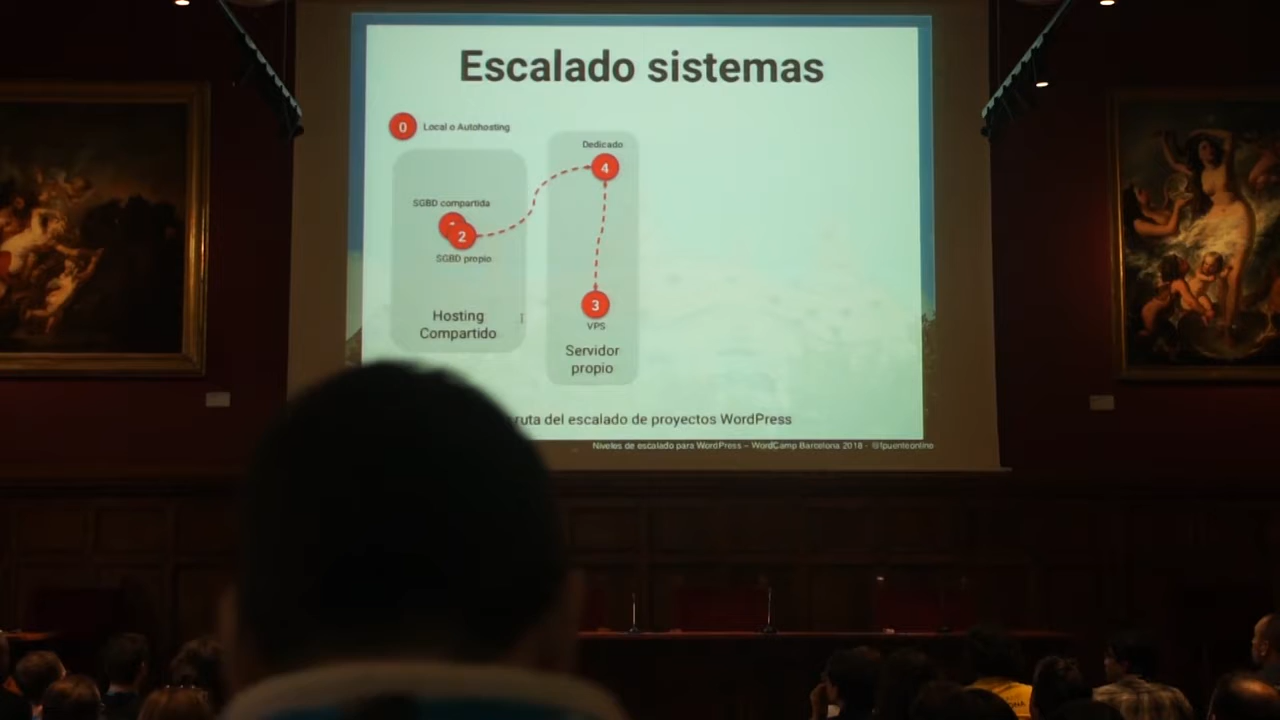 Escalado sistemas
0 Local o Autohosting
SGBD compartida
2
SGBD propio
Hosting
Compartido
Dedicado
4
3
VPS
Servidor
propio
ruta del escalado de proyectos WordPress
Niveles de escalado para WordPress – WordCamp Barcelona 2018 - @fpuenteonline